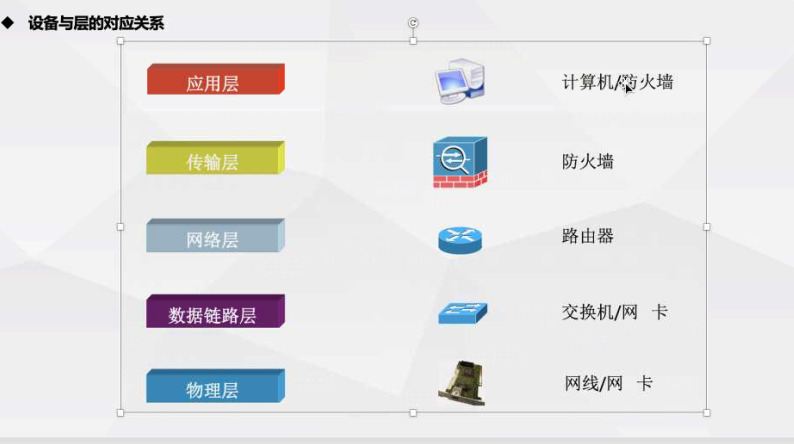 设备与层的对应关系
应用层 计算机/防火墙
传输层 防火墙
网络层 路由器
数据链路层 交换机/网 卡
物理层 网线/网 卡